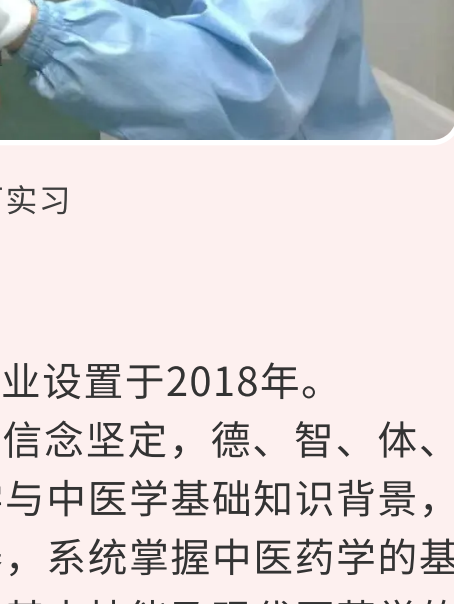 实习
业设置于2018年。
信念坚定，德、智、体、
与中医学基础知识背景，
，系统掌握中医药学的基